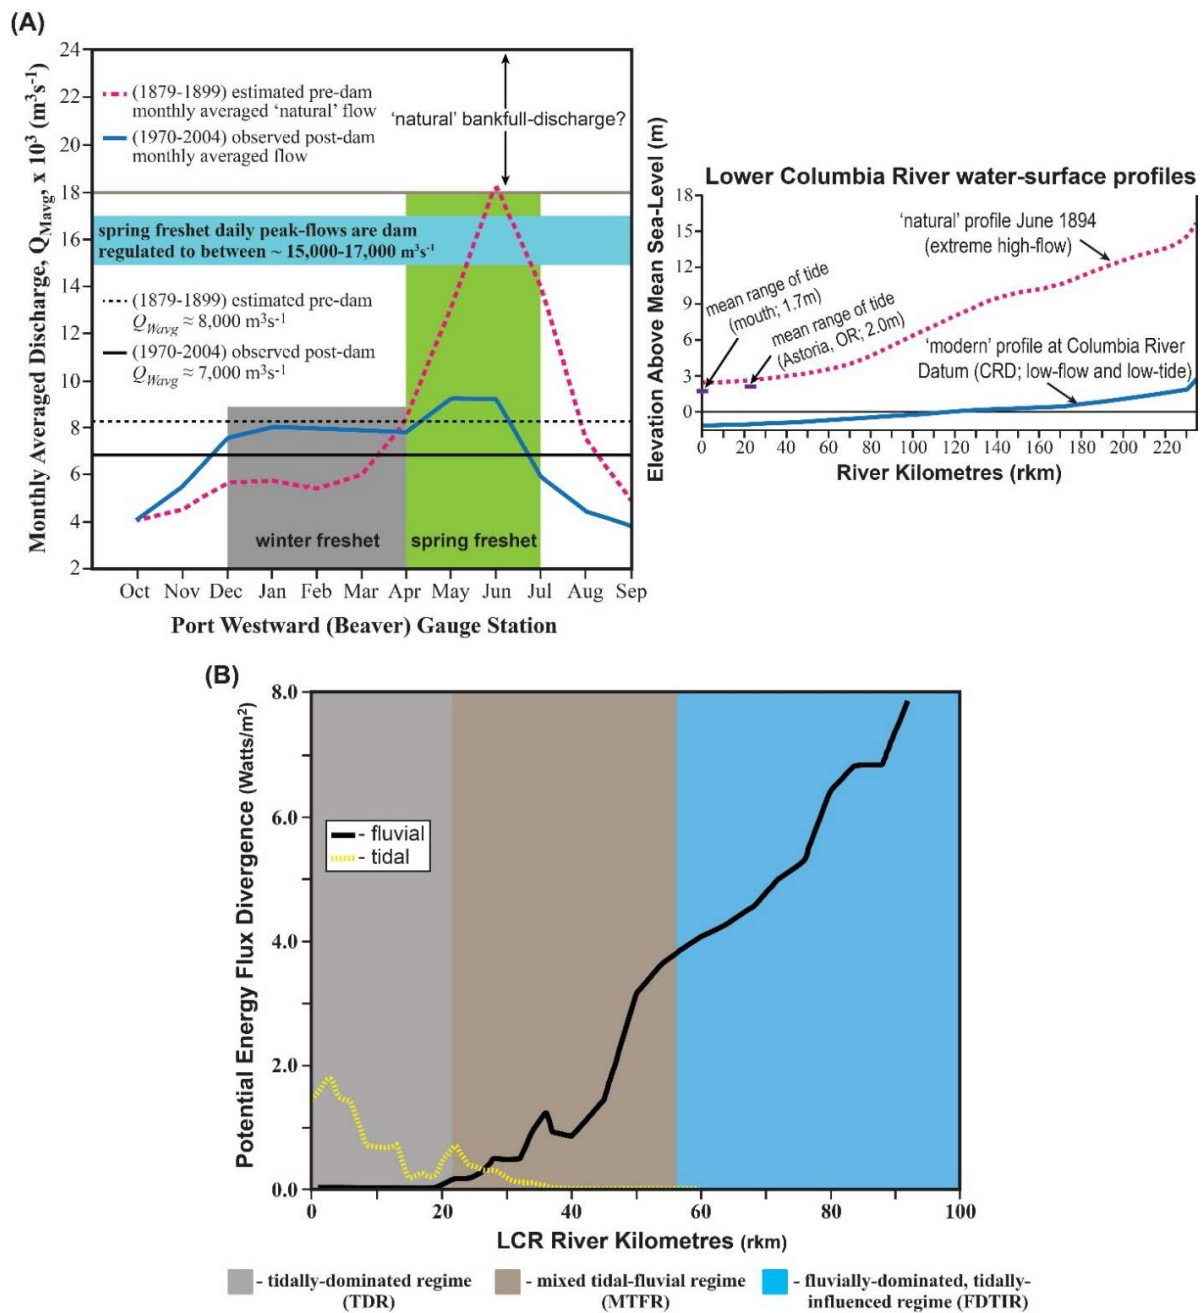 (A)
Monthly Averaged Discharge, Q_Mavg, x 10³ (m³s⁻¹)
24
22
20
18
16
14
12
10
8
6
4
2
(1879-1899) estimated pre-dam
monthly averaged ‘natural’ flow
(1970-2004) observed post-dam
monthly averaged flow
‘natural’ bankfull-discharge?
spring freshet daily peak-flows are dam
regulated to between ~ 15,000-17,000 m³s⁻¹
(1879-1899) estimated pre-dam
Q_Wavg ≈ 8,000 m³s⁻¹
(1970-2004) observed post-dam
Q_Wavg ≈ 7,000 m³s⁻¹
winter freshet
spring freshet
Oct Nov Dec Jan Feb Mar Apr May Jun Jul Aug Sep
Port Westward (Beaver) Gauge Station
Lower Columbia River water-surface profiles
Elevation Above Mean Sea-Level (m)
18
15
12
9
6
3
0
‘natural’ profile June 1894
(extreme high-flow)
mean range of tide
(mouth; 1.7m)
mean range of tide
(Astoria, OR; 2.0m)
‘modern’ profile at Columbia River
Datum (CRD; low-flow and low-tide)
0 20 40 60 80 100 120 140 160 180 200 220
River Kilometres (rkm)
(B)
Potential Energy Flux Divergence (Watts/m²)
8.0
6.0
4.0
2.0
0.0
- fluvial
- tidal
0 20 40 60 80 100
LCR River Kilometres (rkm)
- tidally-dominated regime
(TDR)
- mixed tidal-fluvial regime
(MTFR)
- fluvially-dominated, tidally-
influenced regime (FDTIR)